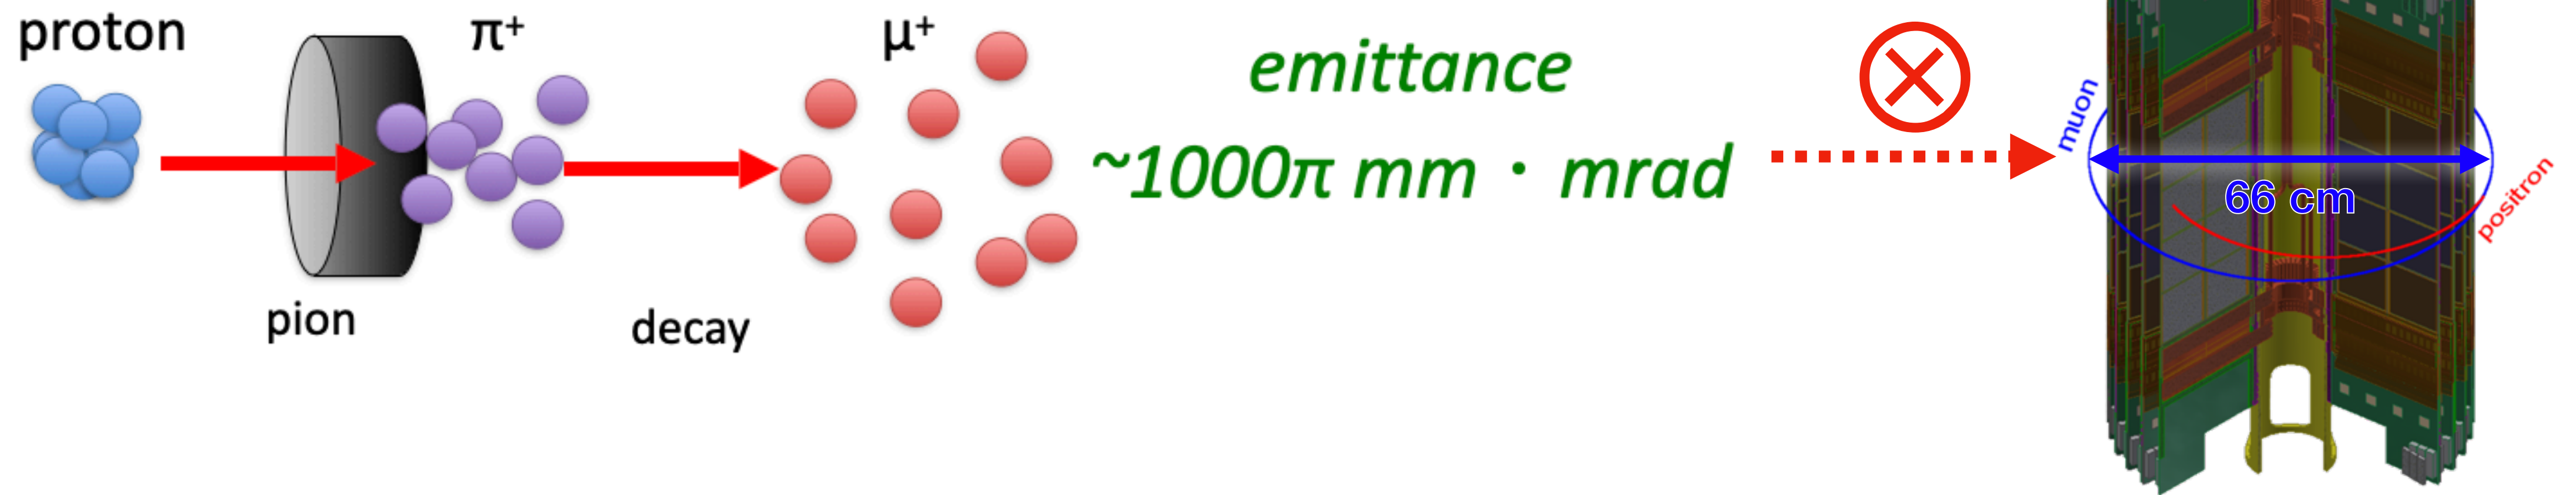 proton
π⁺
μ⁺
emittance
~1000π mm · mrad
pion
decay
muon
66 cm
positron